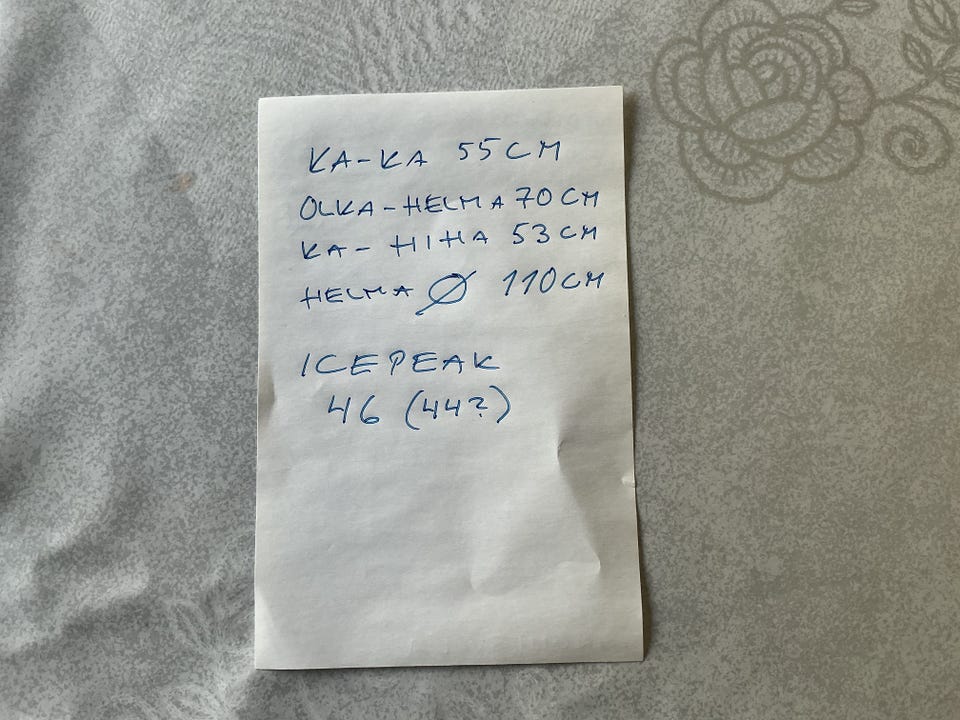 KA-KA 55CM
OLKA-HELMA 70CM
KA-HIHA 53CM
HELMA Ø 110CM
ICEPEAK
46 (44?)